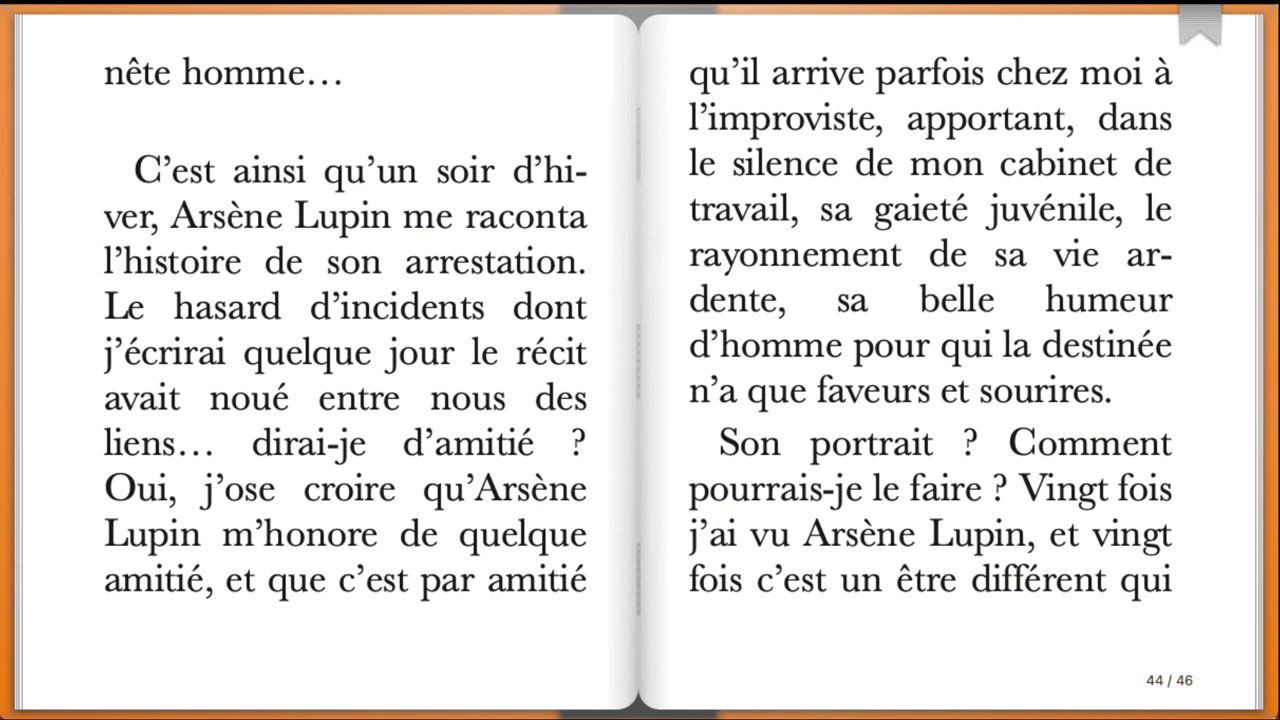 nête homme…
C’est ainsi qu’un soir d’hi-
ver, Arsène Lupin me raconta
l’histoire de son arrestation.
Le hasard d’incidents dont
j’écrirai quelque jour le récit
avait noué entre nous des
liens… dirai-je d’amitié ?
Oui, j’ose croire qu’Arsène
Lupin m’honore de quelque
amitié, et que c’est par amitié
qu’il arrive parfois chez moi à
l’improviste, apportant, dans
le silence de mon cabinet de
travail, sa gaieté juvénile, le
rayonnement de sa vie ar-
dente, sa belle humeur
d’homme pour qui la destinée
n’a que faveurs et sourires.
Son portrait ? Comment
pourrais-je le faire ? Vingt fois
j’ai vu Arsène Lupin, et vingt
fois c’est un être différent qui
44 / 46